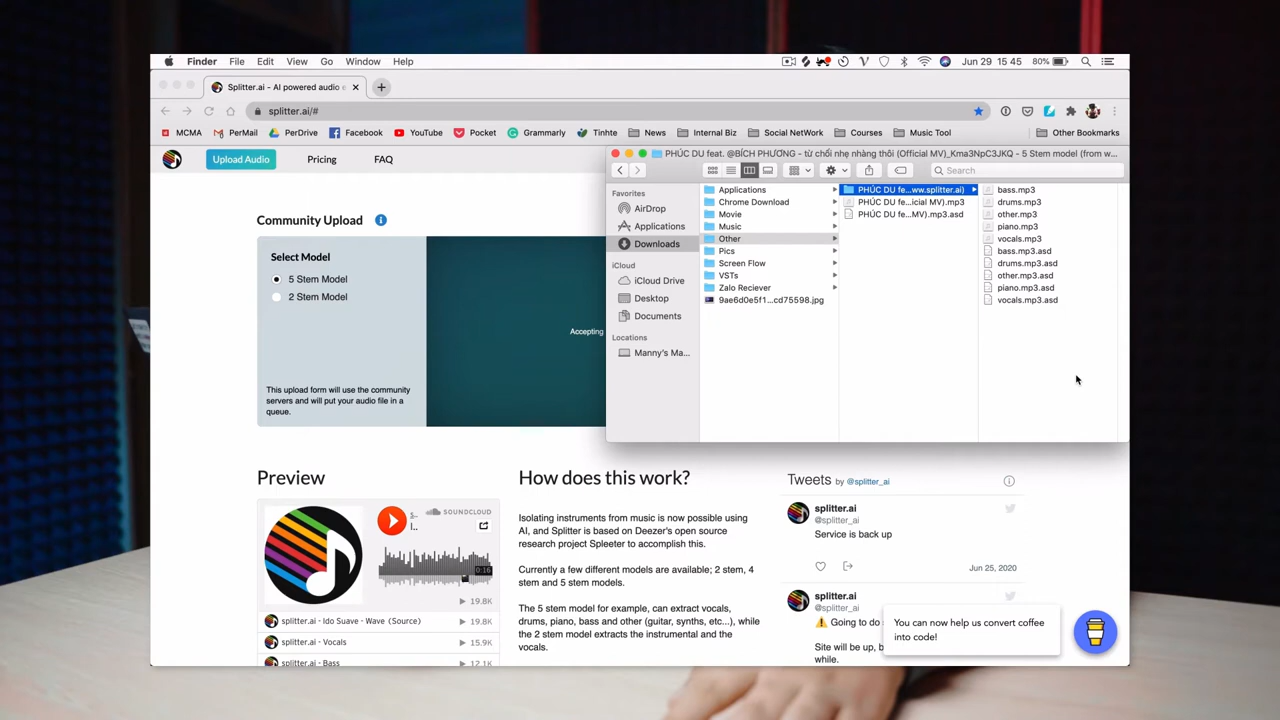 Finder File Edit View Go Window Help
Jun 29 15 45 80%
Splitter.ai - AI powered audio e
splitter.ai/#
MCMA PerMail PerDrive Facebook YouTube Pocket Grammarly Tinhte News Internal Biz Social NetWork Courses Music Tool Other Bookmarks
Upload Audio Pricing FAQ
Community Upload
Select Model
5 Stem Model
2 Stem Model
This upload form will use the community
servers and will put your audio file in a
queue.
Accepting
PHÚC DU feat. @BÍCH PHƯƠNG - từ chối nhẹ nhàng thôi (Official MV)_Kma3NpC3JKQ - 5 Stem model (from w...
Search
Favorites
AirDrop
Applications
Downloads
iCloud
iCloud Drive
Desktop
Documents
Locations
Manny's Ma...
Applications
Chrome Download
Movie
Music
Other
Pics
Screen Flow
VSTs
Zalo Reciever
9ae6d0e5f1...cd75598.jpg
PHÚC DU fe...ww.splitter.ai)
PHÚC DU fe...icial MV).mp3
PHÚC DU fe...MV).mp3.asd
bass.mp3
drums.mp3
other.mp3
piano.mp3
vocals.mp3
bass.mp3.asd
drums.mp3.asd
other.mp3.asd
piano.mp3.asd
vocals.mp3.asd
Preview
SOUNDCLOUD
s-
l..
0:16
19.8K
splitter.ai - Ido Suave - Wave (Source) 19.8K
splitter.ai - Vocals 15.9K
splitter.ai - Bass 12.1K
How does this work?
Isolating instruments from music is now possible using
AI, and Splitter is based on Deezer's open source
research project Spleeter to accomplish this.
Currently a few different models are available; 2 stem, 4
stem and 5 stem models.
The 5 stem model for example, can extract vocals,
drums, piano, bass and other (guitar, synths, etc...), while
the 2 stem model extracts the instrumental and the
vocals.
Tweets by @splitter_ai
splitter.ai
@splitter_ai
Service is back up
Jun 25, 2020
splitter.ai
@splitter_ai
Going to do
Site will be up, b
while.
You can now help us convert coffee
into code!